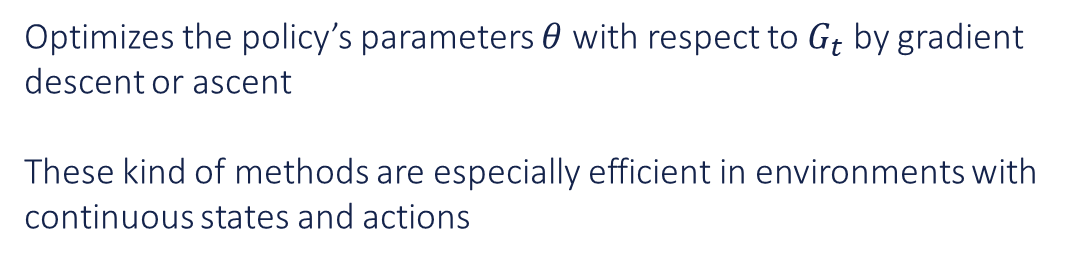 Optimizes the policy’s parameters θ with respect to Gₜ by gradient
descent or ascent
These kind of methods are especially efficient in environments with
continuous states and actions